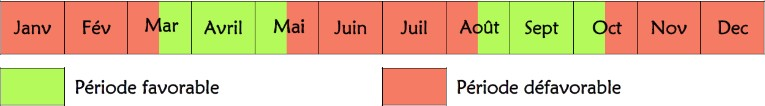 Janv Fév Mar Avril Mai Juin Juil Août Sept Oct Nov Dec
Période favorable Période défavorable